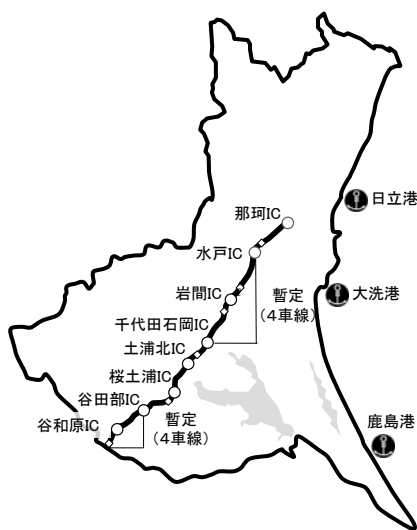 那珂IC
日立港
水戸IC
岩間IC
暫定
(4車線)
大洗港
千代田石岡IC
土浦北IC
桜土浦IC
谷田部IC
暫定
(4車線)
谷和原IC
鹿島港